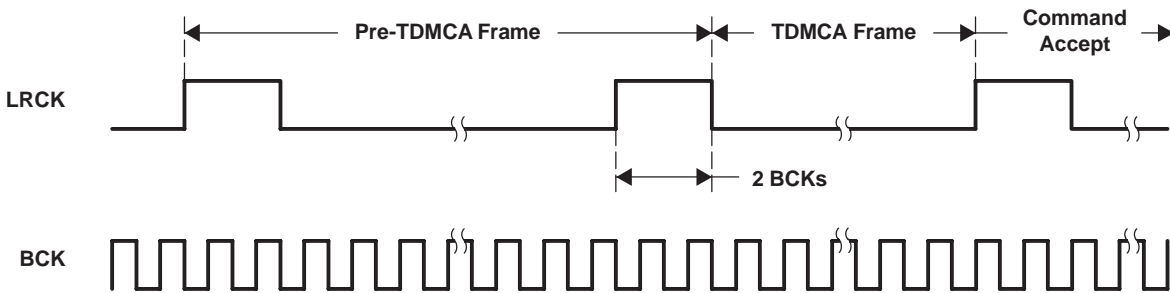 Pre-TDMCA Frame
TDMCA Frame
Command
Accept
LRCK
2 BCKs
BCK